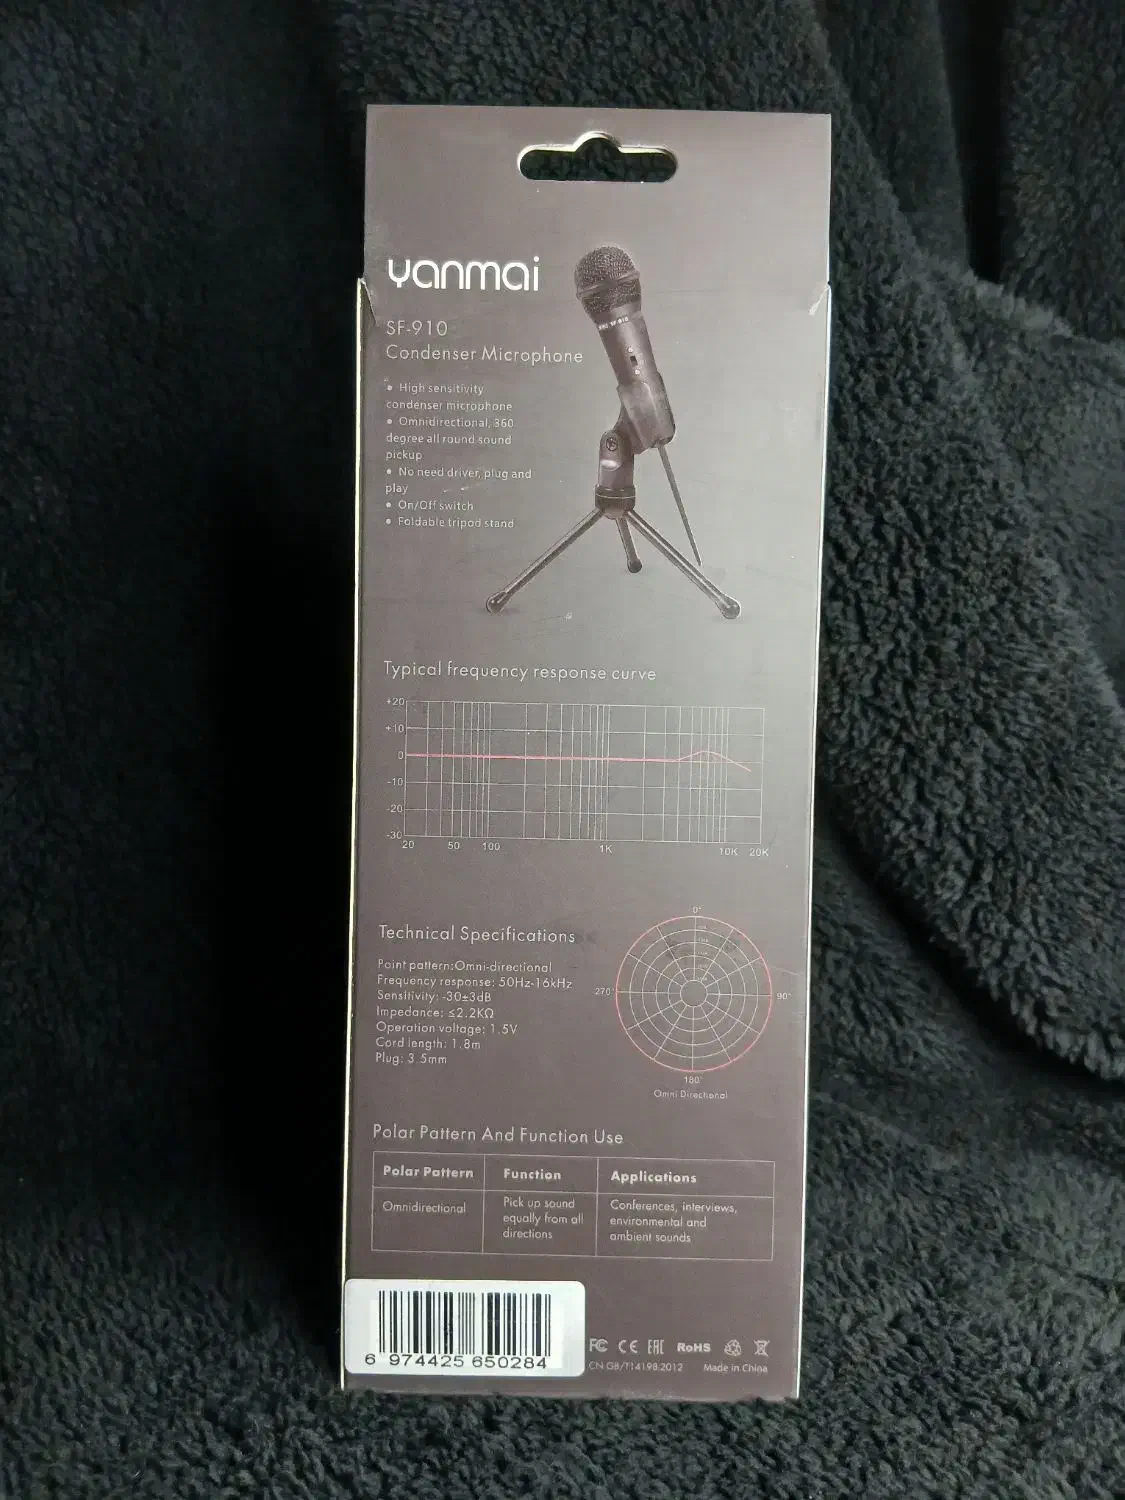 yanmai
SF-910
Condenser Microphone
• High sensitivity
condenser microphone
• Omnidirectional, 360
degree all round sound
pickup
• No need driver, plug and
play
• On/Off switch
• Foldable tripod stand
SF-910
Typical frequency response curve
+20
+10
0
-10
-20
-30
20 50 100 1K 10K 20K
Technical Specifications
Point pattern:Omni-directional
Frequency response: 50Hz-16kHz
Sensitivity: -30±3dB
Impedance: ≤2.2KΩ
Operation voltage: 1.5V
Cord length: 1.8m
Plug: 3.5mm
0°
270°
90°
180°
Omni Directional
Polar Pattern And Function Use
Polar Pattern Function Applications
Omnidirectional
Pick up sound
equally from all
directions
Conferences, interviews,
environmental and
ambient sounds
6 974425 650284
FC CE EAC RoHS
CN GB/T14198.2012 Made in China